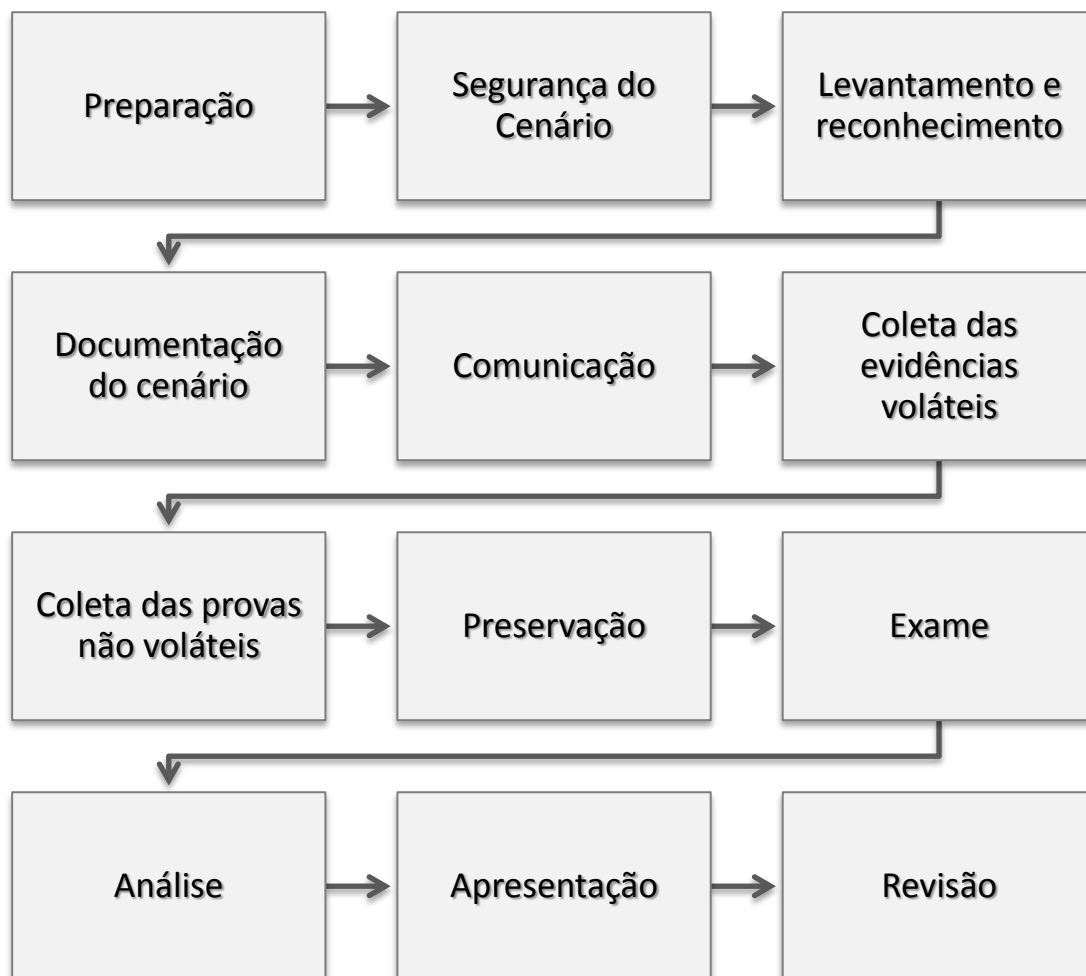 Preparação
Segurança do
Cenário
Levantamento e
reconhecimento
Documentação
do cenário
Comunicação
Coleta das
evidências
voláteis
Coleta das provas
não voláteis
Preservação
Exame
Análise
Apresentação
Revisão